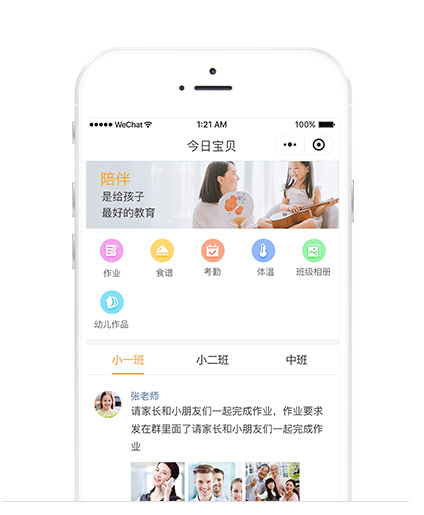 WeChat 1:21 AM 100%
今日宝贝
陪伴
是给孩子
最好的教育
作业 食谱 考勤 体温 班级相册
幼儿作品
小一班 小二班 中班
张老师
请家长和小朋友们一起完成作业，作业要求
发在群里面了请家长和小朋友们一起完成作
业